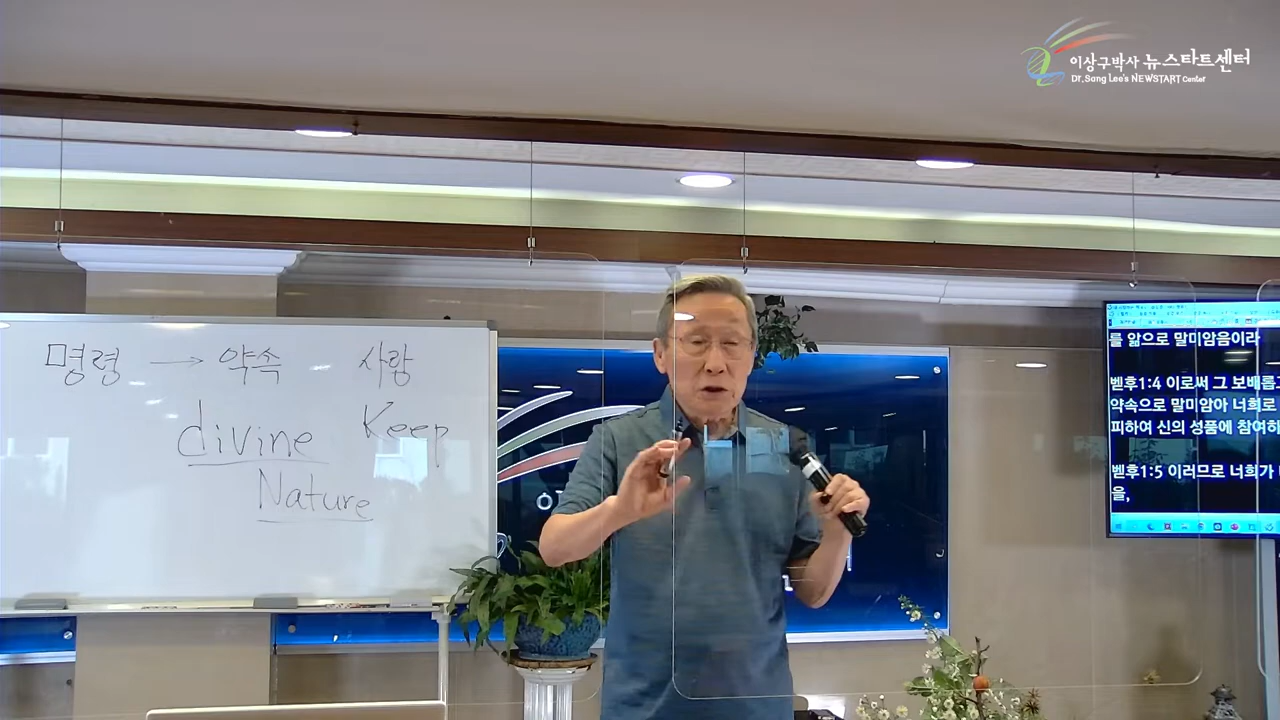 이상구박사 뉴스타트센터
Dr. Sang Lee's NEWSTART Center
명령 → 약속 사랑
divine Keep
Nature
를 앎으로 말미암음이라
벧후1:4 이로써 그 보배롭고
약속으로 말미암아 너희로
피하여 신의 성품에 참여하
벧후1:5 이러므로 너희가
을,